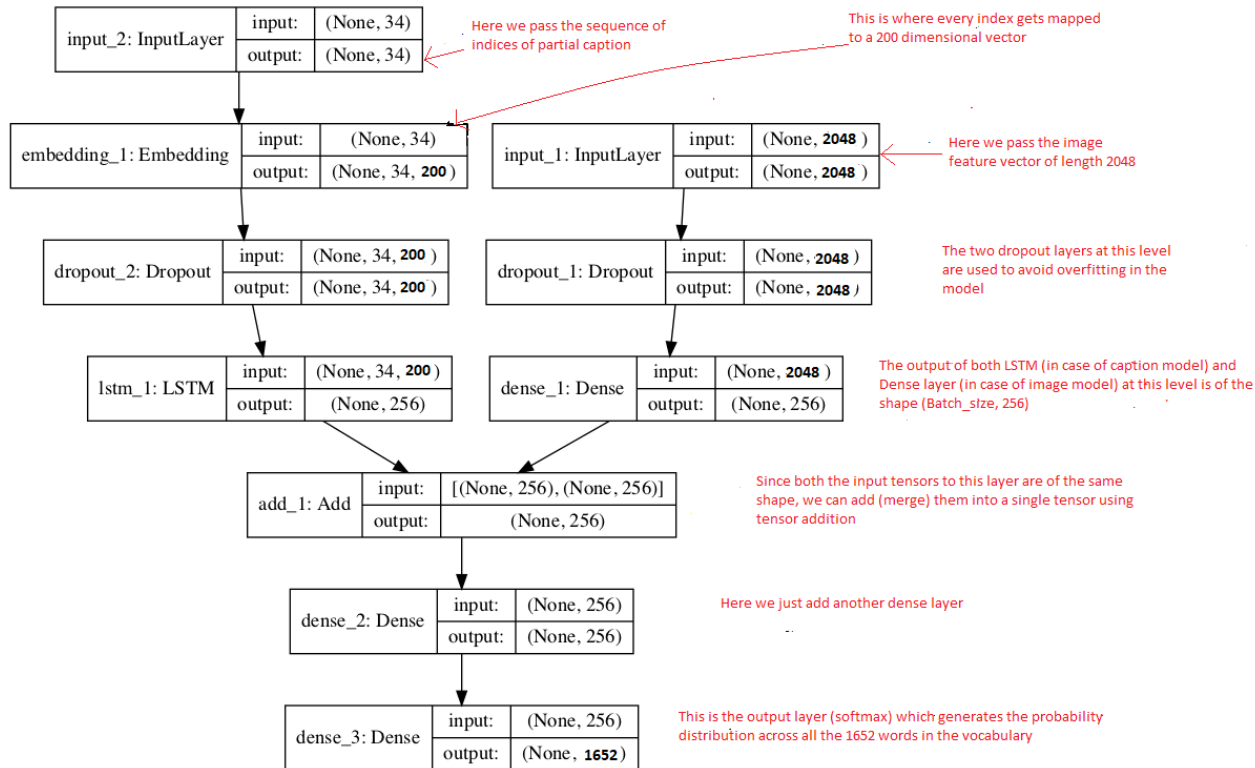 input_2: InputLayer
input: (None, 34)
output: (None, 34)
Here we pass the sequence of
indices of partial caption
This is where every index gets mapped
to a 200 dimensional vector
embedding_1: Embedding
input: (None, 34)
output: (None, 34, 200)
input_1: InputLayer
input: (None, 2048)
output: (None, 2048)
Here we pass the image
feature vector of length 2048
dropout_2: Dropout
input: (None, 34, 200)
output: (None, 34, 200)
dropout_1: Dropout
input: (None, 2048)
output: (None, 2048)
The two dropout layers at this level
are used to avoid overfitting in the
model
lstm_1: LSTM
input: (None, 34, 200)
output: (None, 256)
dense_1: Dense
input: (None, 2048)
output: (None, 256)
The output of both LSTM (in case of caption model) and
Dense layer (in case of image model) at this level is of the
shape (Batch_size, 256)
add_1: Add
input: [(None, 256), (None, 256)]
output: (None, 256)
Since both the input tensors to this layer are of the same
shape, we can add (merge) them into a single tensor using
tensor addition
dense_2: Dense
input: (None, 256)
output: (None, 256)
Here we just add another dense layer
dense_3: Dense
input: (None, 256)
output: (None, 1652)
This is the output layer (softmax) which generates the probability
distribution across all the 1652 words in the vocabulary